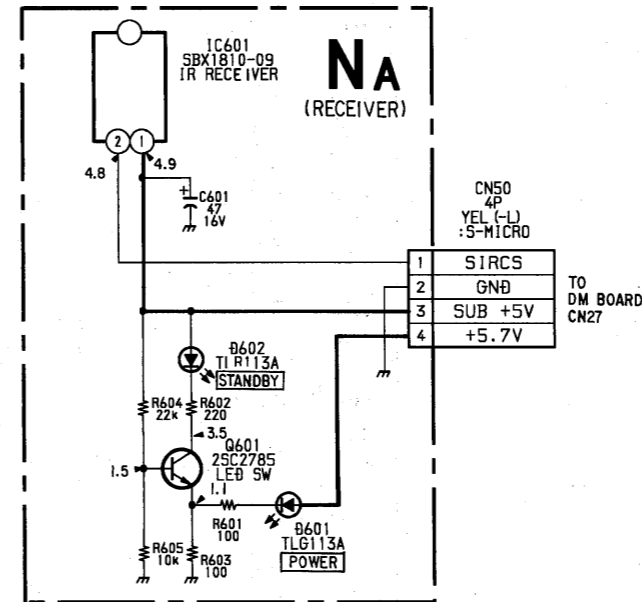 IC601
SBX1810-09
IR RECEIVER
NA
(RECEIVER)
2 1
4.8
4.9
+
C601
47
16V
CN50
4P
YEL (-L)
:S-MICRO
1 SIRCS
2 GND
3 SUB +5V
4 +5.7V
TO
DM BOARD
CN27
D602
TLR113A
STANDBY
R604
22k
R602
220
3.5
Q601
2SC2785
LED SW
1.5
1.1
R601
100
D601
TLG113A
POWER
R605
10k
R603
100